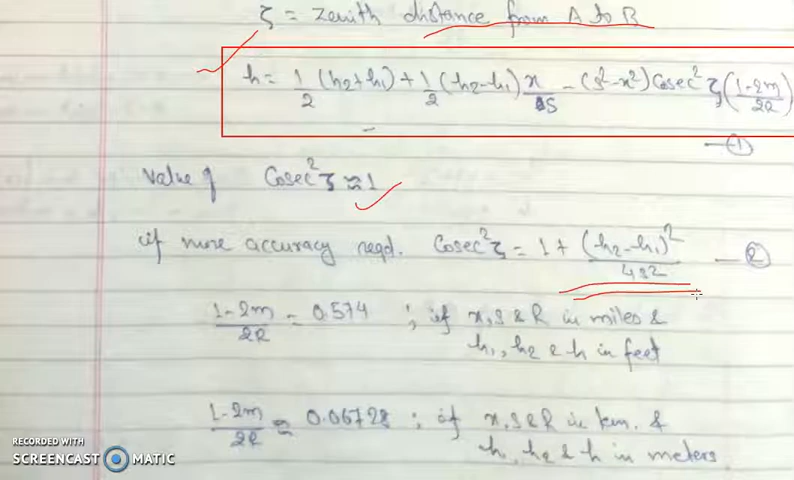 ζ = Zenith distance from A to B
h = 1/2 (h2+h1) + 1/2 (h2-h1) x/s - (s²-x²) Cosec² ζ (1-2m/2R)
—①
Value of Cosec² ζ ≈ 1
if more accuracy reqd. Cosec² ζ = 1 + (h2-h1)²/4s² —②
1-2m/2R = 0.574 ; if x, s & R in miles &
h1, h2 & h in feet
1-2m/2R ≈ 0.06728 ; if x, s & R in km. &
h1, h2 & h in meters
RECORDED WITH
SCREENCAST MATIC